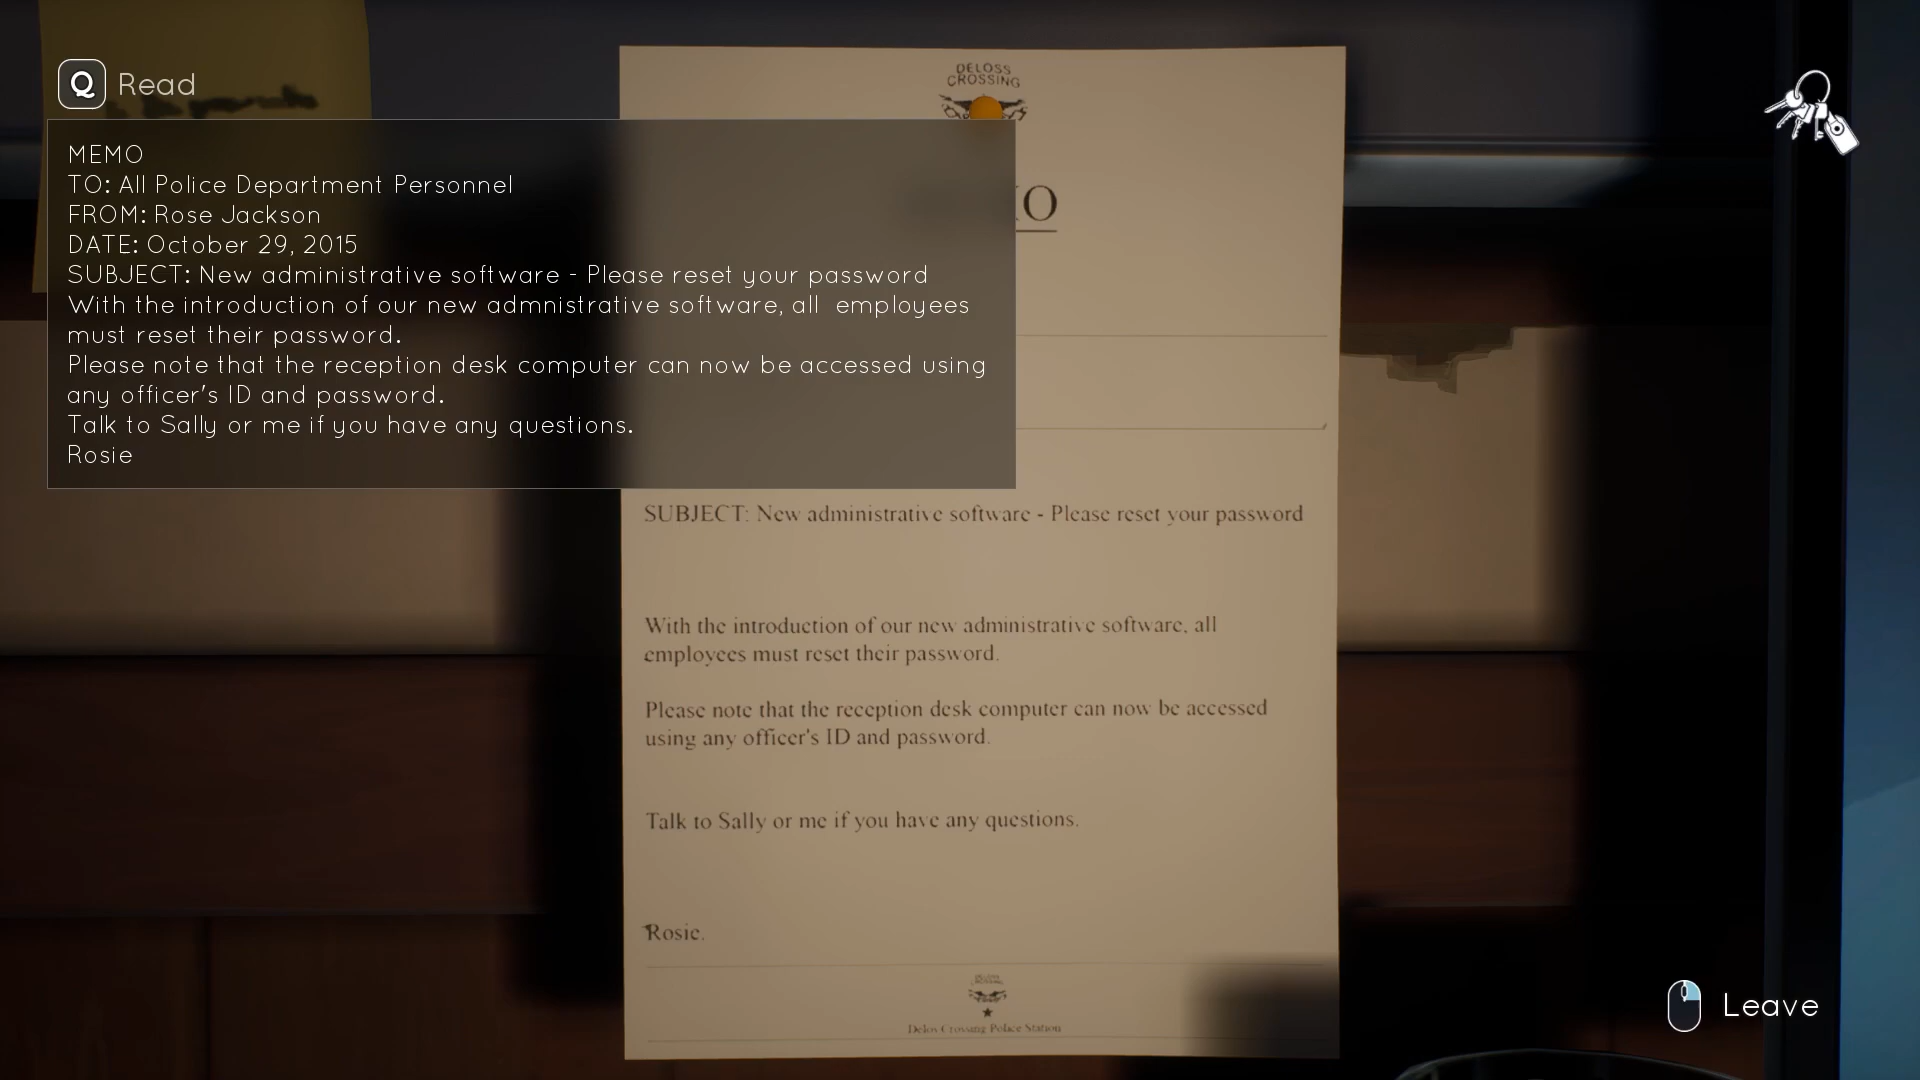 Q Read
MEMO
TO: All Police Department Personnel
FROM: Rose Jackson
DATE: October 29, 2015
SUBJECT: New administrative software - Please reset your password
With the introduction of our new admnistrative software, all  employees
must reset their password.
Please note that the reception desk computer can now be accessed using
any officer's ID and password.
Talk to Sally or me if you have any questions.
Rosie
DELOSS
CROSSING
O
SUBJECT: New administrative software - Please reset your password
With the introduction of our new administrative software, all
employees must reset their password.
Please note that the reception desk computer can now be accessed
using any officer's ID and password.
Talk to Sally or me if you have any questions.
Rosie.
Delos Crossing Police Station
Leave